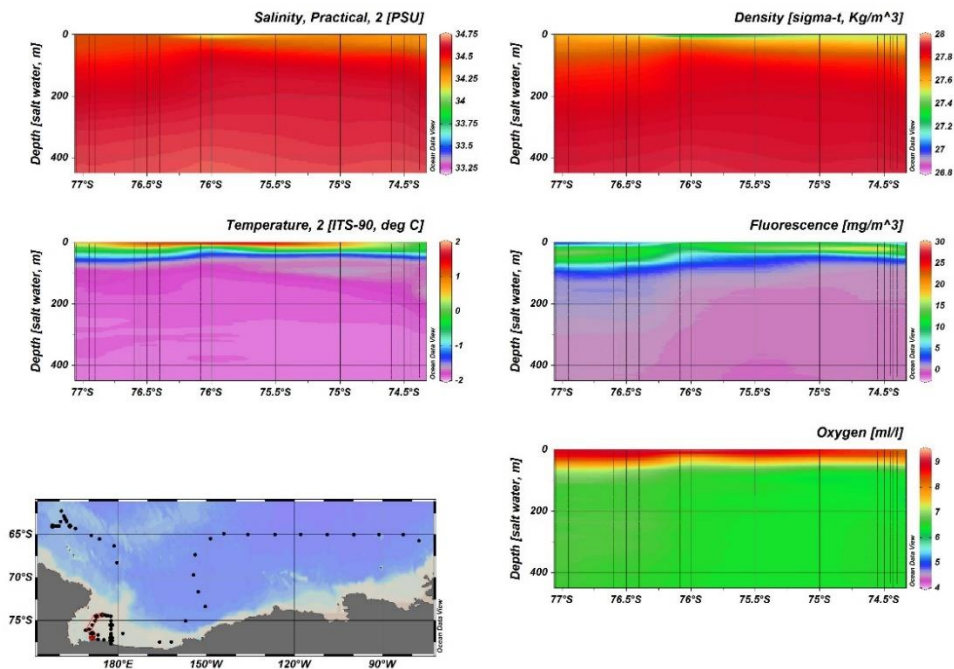 Salinity, Practical, 2 [PSU]
Depth [salt water, m]
0
200
400
77°S
76.5°S
76°S
75.5°S
75°S
74.5°S
34.75
34.5
34.25
34
33.75
33.5
33.25
Ocean Data View
Density [sigma-t, Kg/m^3]
Depth [salt water, m]
0
200
400
77°S
76.5°S
76°S
75.5°S
75°S
74.5°S
28
27.8
27.6
27.4
27.2
27
26.8
Ocean Data View
Temperature, 2 [ITS-90, deg C]
Depth [salt water, m]
0
200
400
77°S
76.5°S
76°S
75.5°S
75°S
74.5°S
2
1
0
-1
-2
Ocean Data View
Fluorescence [mg/m^3]
Depth [salt water, m]
0
200
400
77°S
76.5°S
76°S
75.5°S
75°S
74.5°S
30
25
20
15
10
5
0
Ocean Data View
Oxygen [ml/l]
Depth [salt water, m]
0
200
400
77°S
76.5°S
76°S
75.5°S
75°S
74.5°S
9
8
7
6
5
4
Ocean Data View
65°S
70°S
75°S
180°E
150°W
120°W
90°W
Ocean Data View